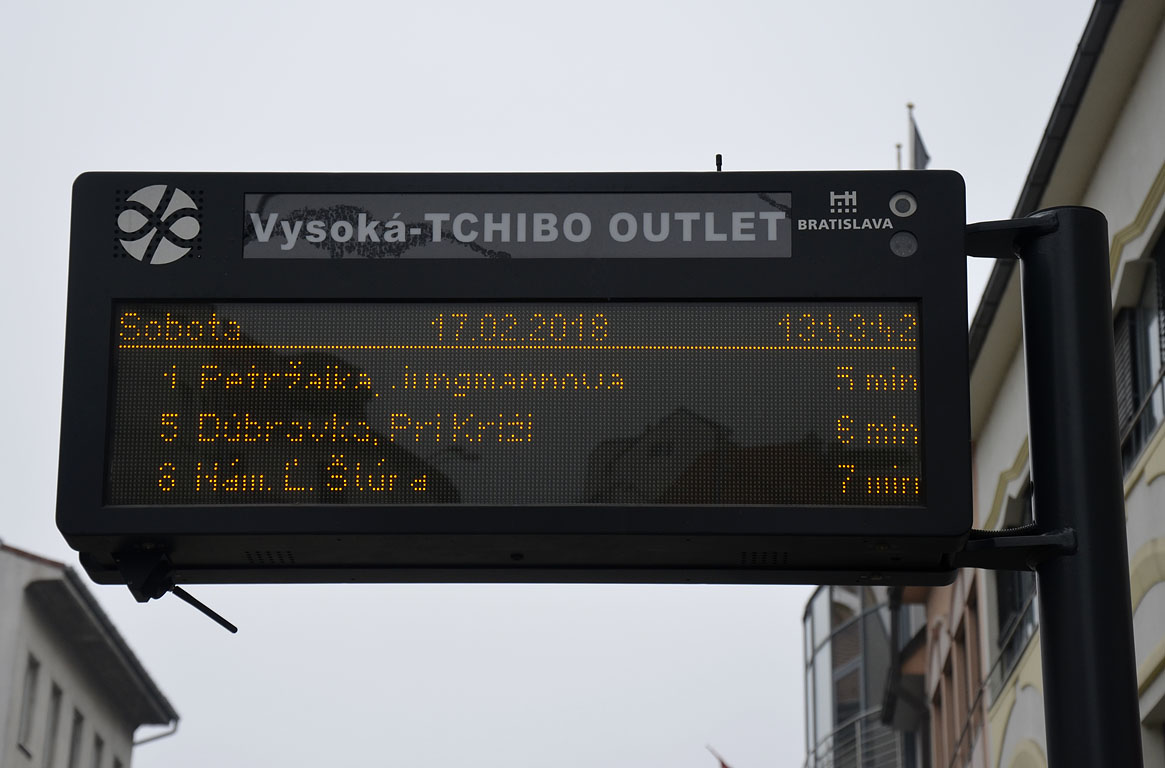 Vysoká-TCHIBO OUTLET
BRATISLAVA
Sobota 17.02.2018 13:43:42
1 Petržalka, Jungmannova 5 min
5 Dúbravka, Pri Kríži 6 min
8 Nám. Ľ. Štúra 7 min